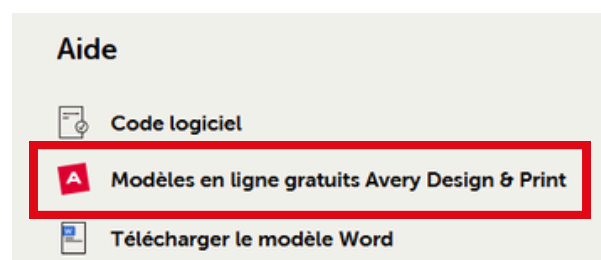 Aide
Code logiciel
Modèles en ligne gratuits Avery Design & Print
Télécharger le modèle Word